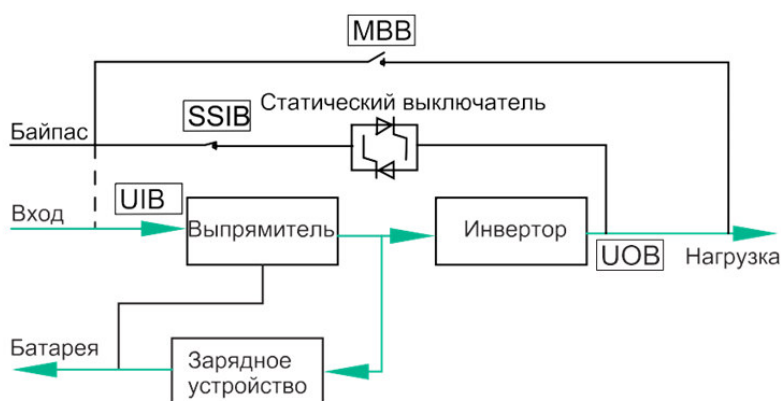 MBB
Статический выключатель
SSIB
Байпас
UIB
Вход
Выпрямитель
Инвертор
UOB
Нагрузка
Батарея
Зарядное
устройство